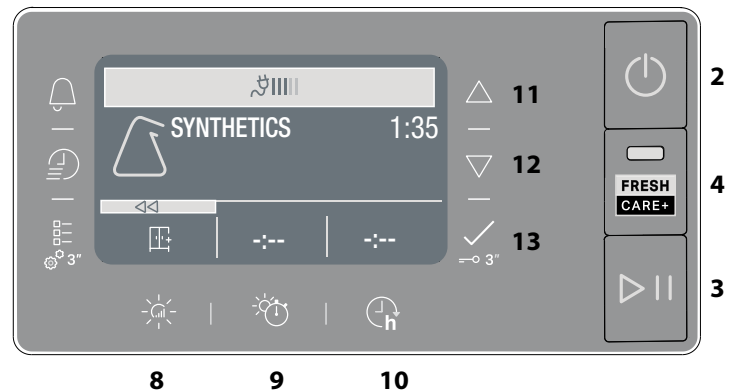 2
11
SYNTHETICS 1:35
12
4
FRESH
CARE+
-:-- -:--
13
3" 3"
3
h
8 9 10